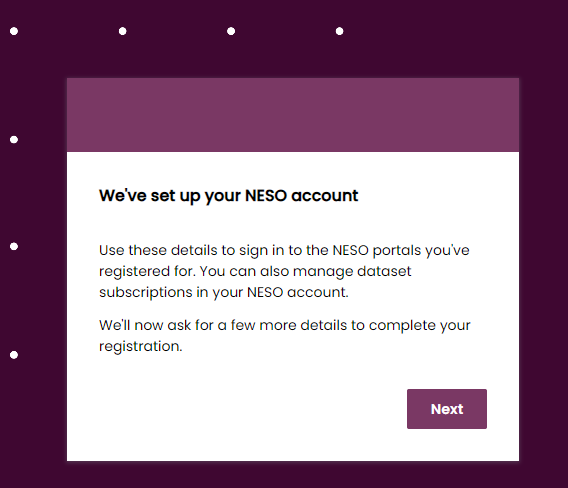 We've set up your NESO account
Use these details to sign in to the NESO portals you've
registered for. You can also manage dataset
subscriptions in your NESO account.
We'll now ask for a few more details to complete your
registration.
Next